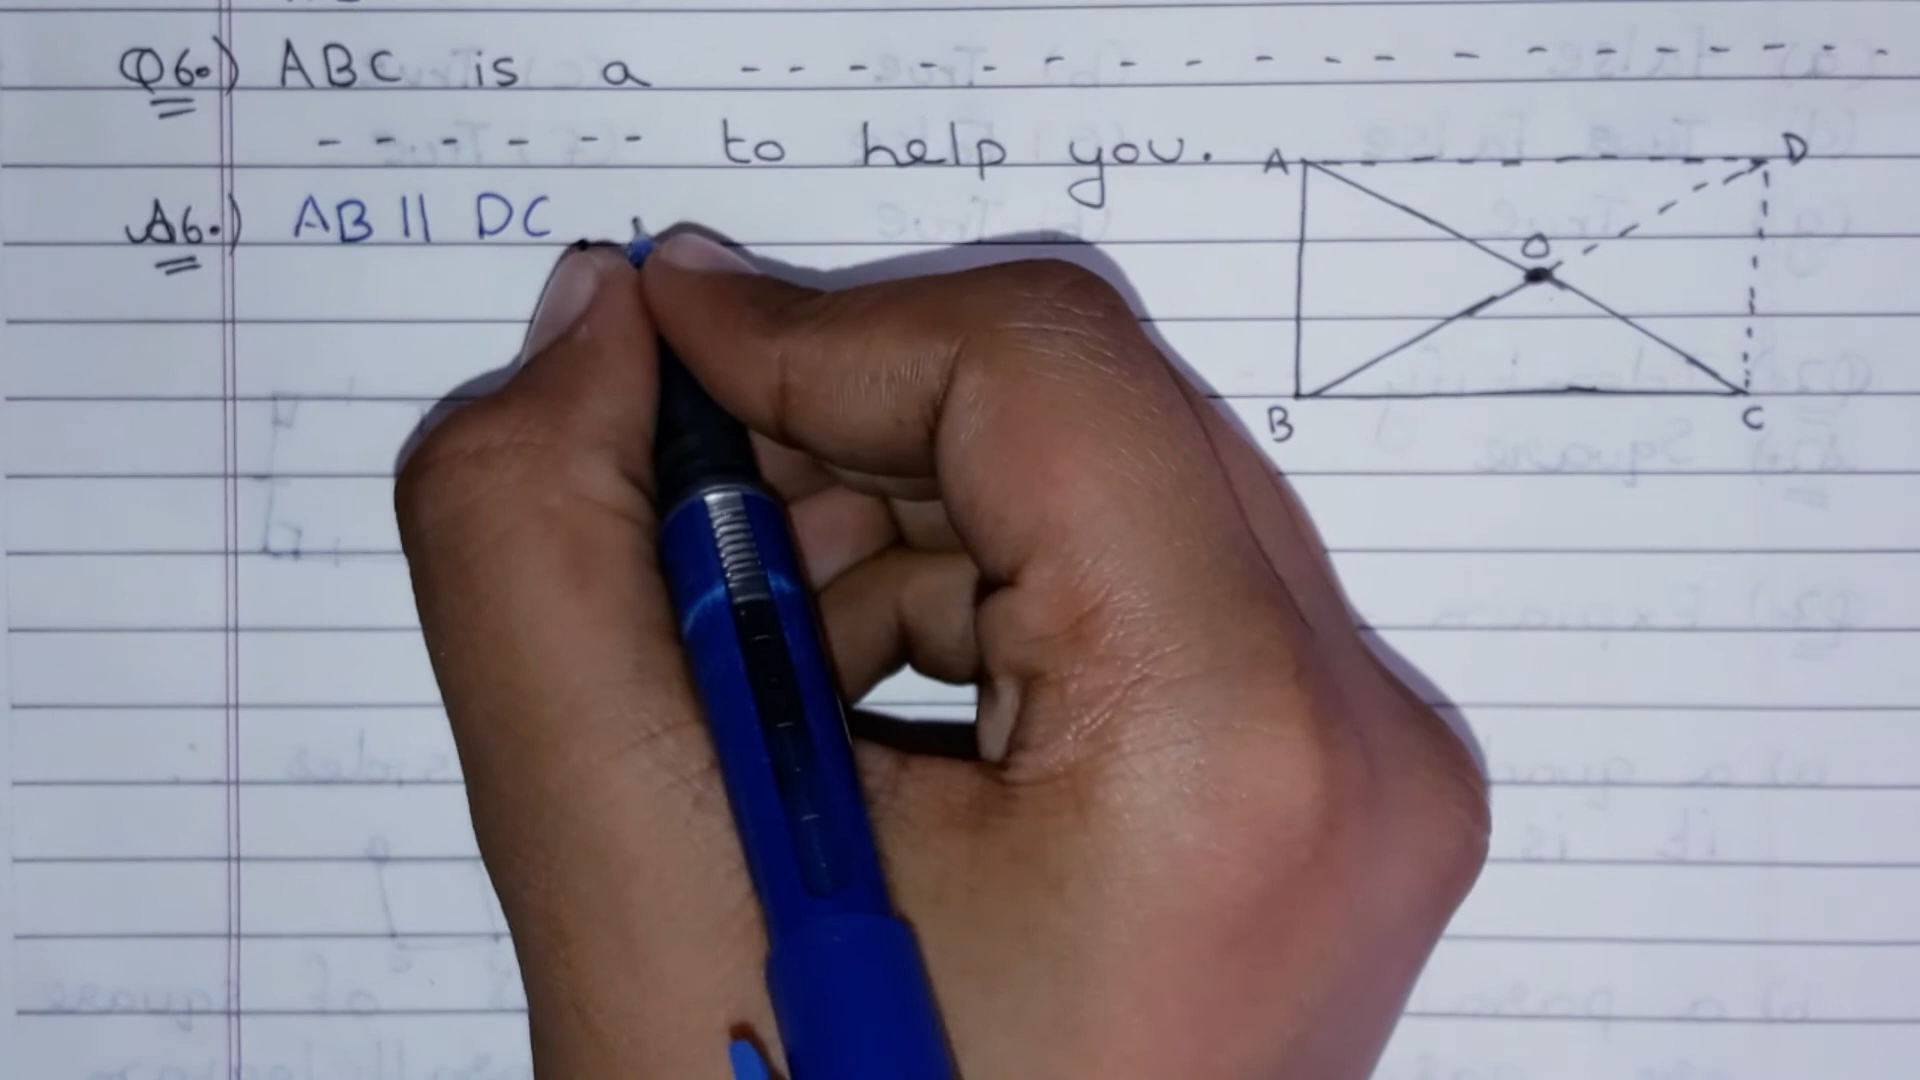 Q6.) ABC is a - - - - - - - - - - - - - - - - - -
- - - - - - to help you.
A6.) AB || DC
A
D
O
B
C